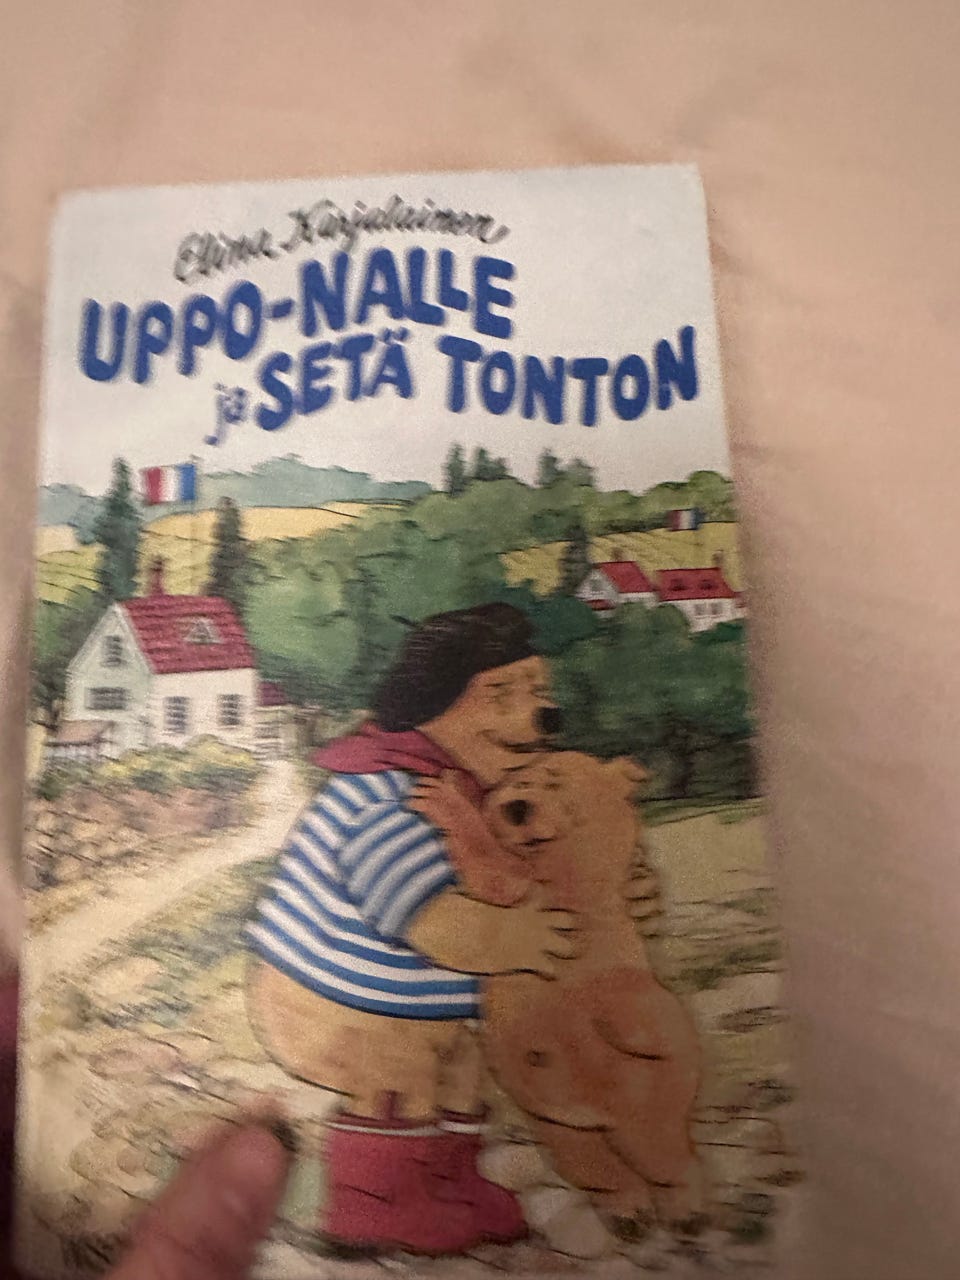 Elina Karjalainen
UPPO-NALLE
ja SETÄ TONTON